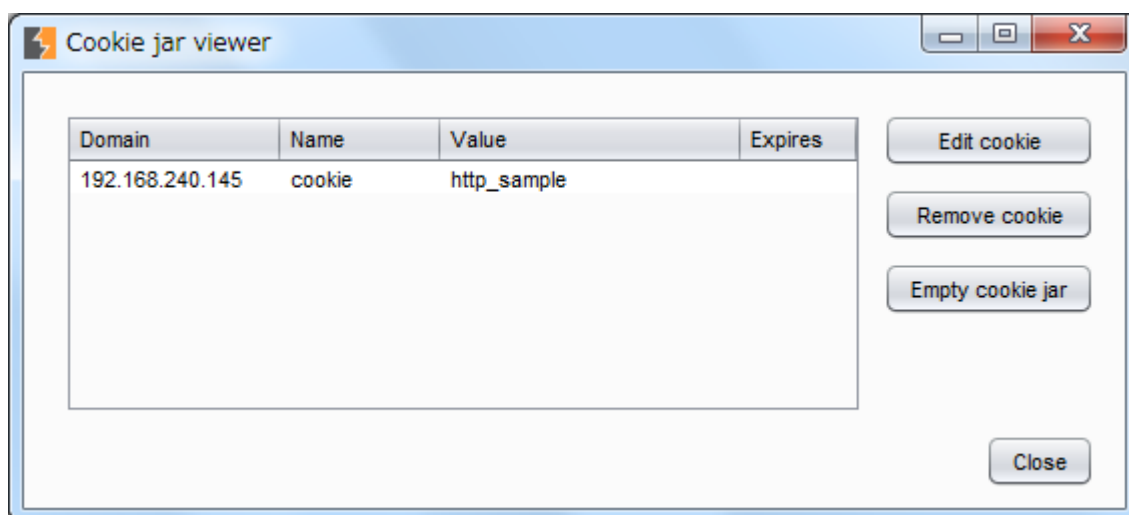 Cookie jar viewer
Domain Name Value Expires
192.168.240.145 cookie http_sample
Edit cookie
Remove cookie
Empty cookie jar
Close